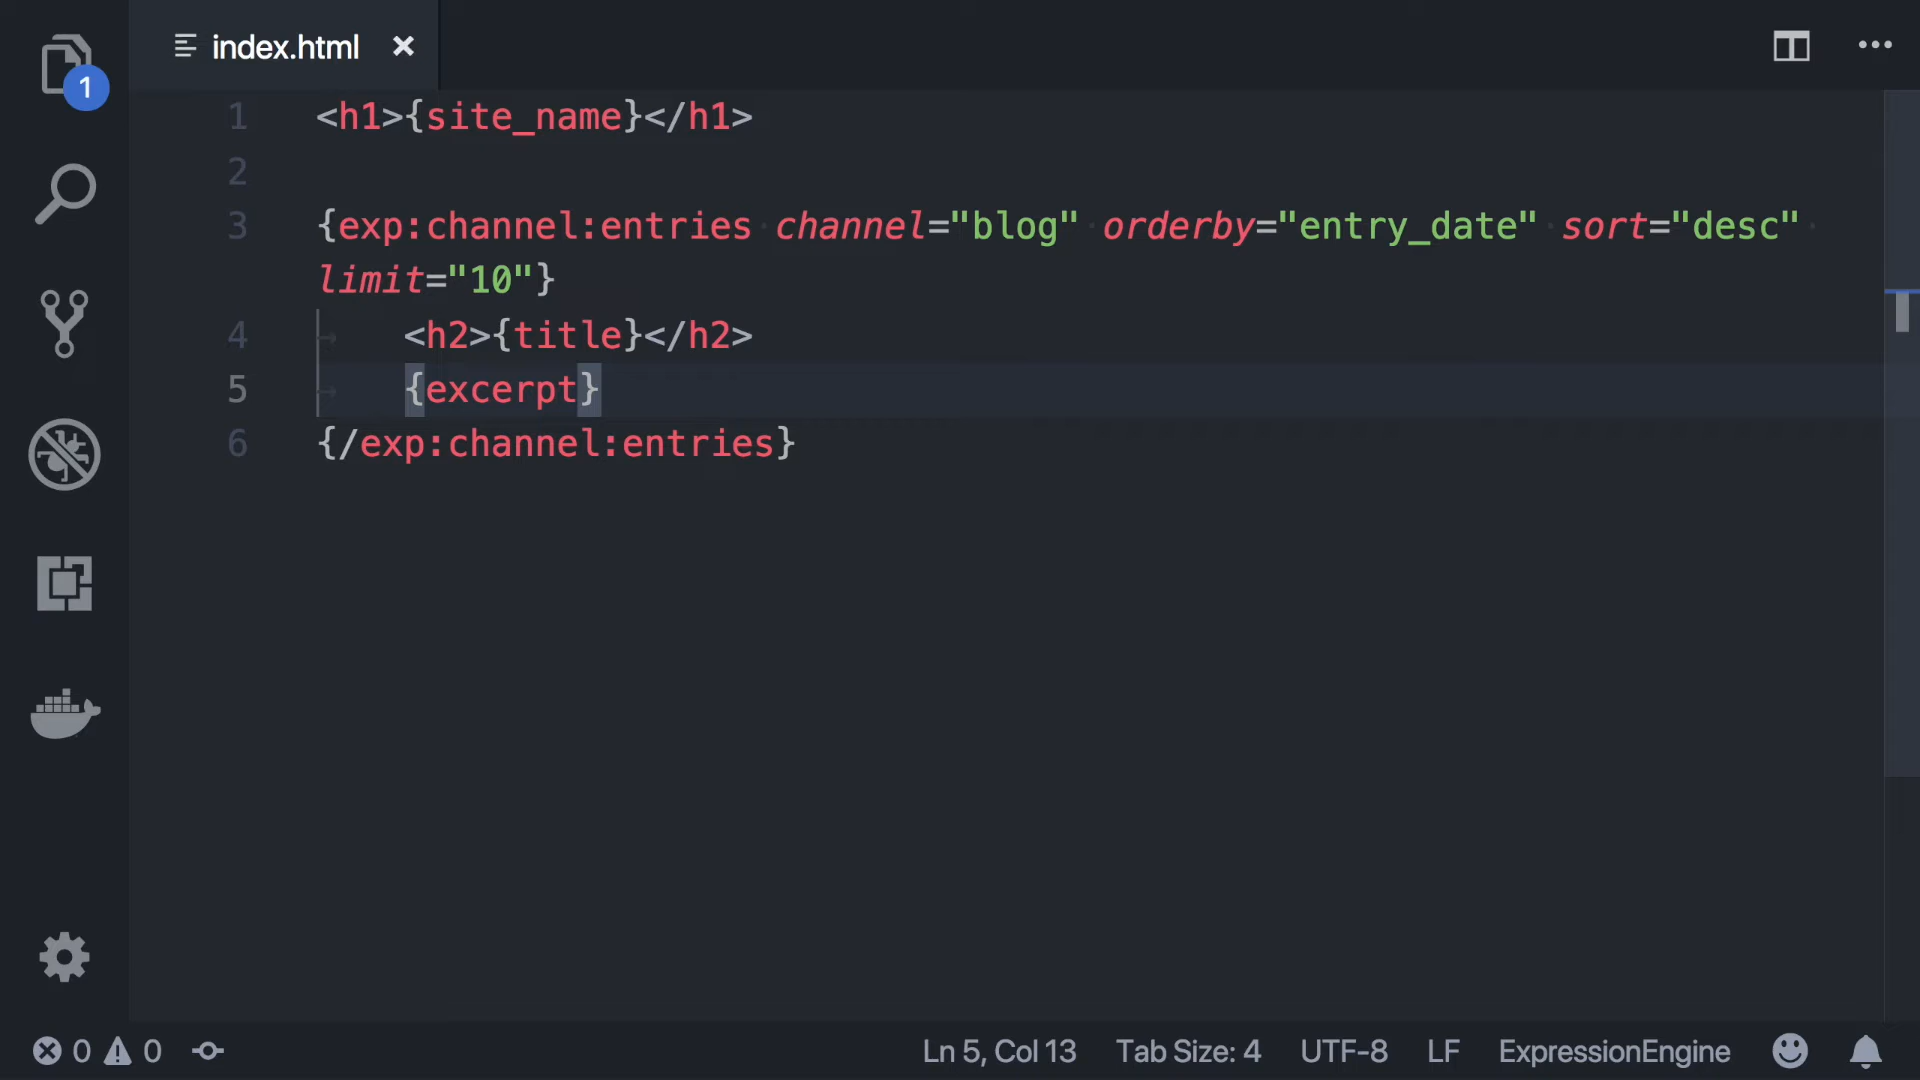 index.html
1
1 <h1>{site_name}</h1>
2
3 {exp:channel:entries channel="blog" orderby="entry_date" sort="desc"
limit="10"}
4 <h2>{title}</h2>
5 {excerpt}
6 {/exp:channel:entries}
0 0 Ln 5, Col 13 Tab Size: 4 UTF-8 LF ExpressionEngine